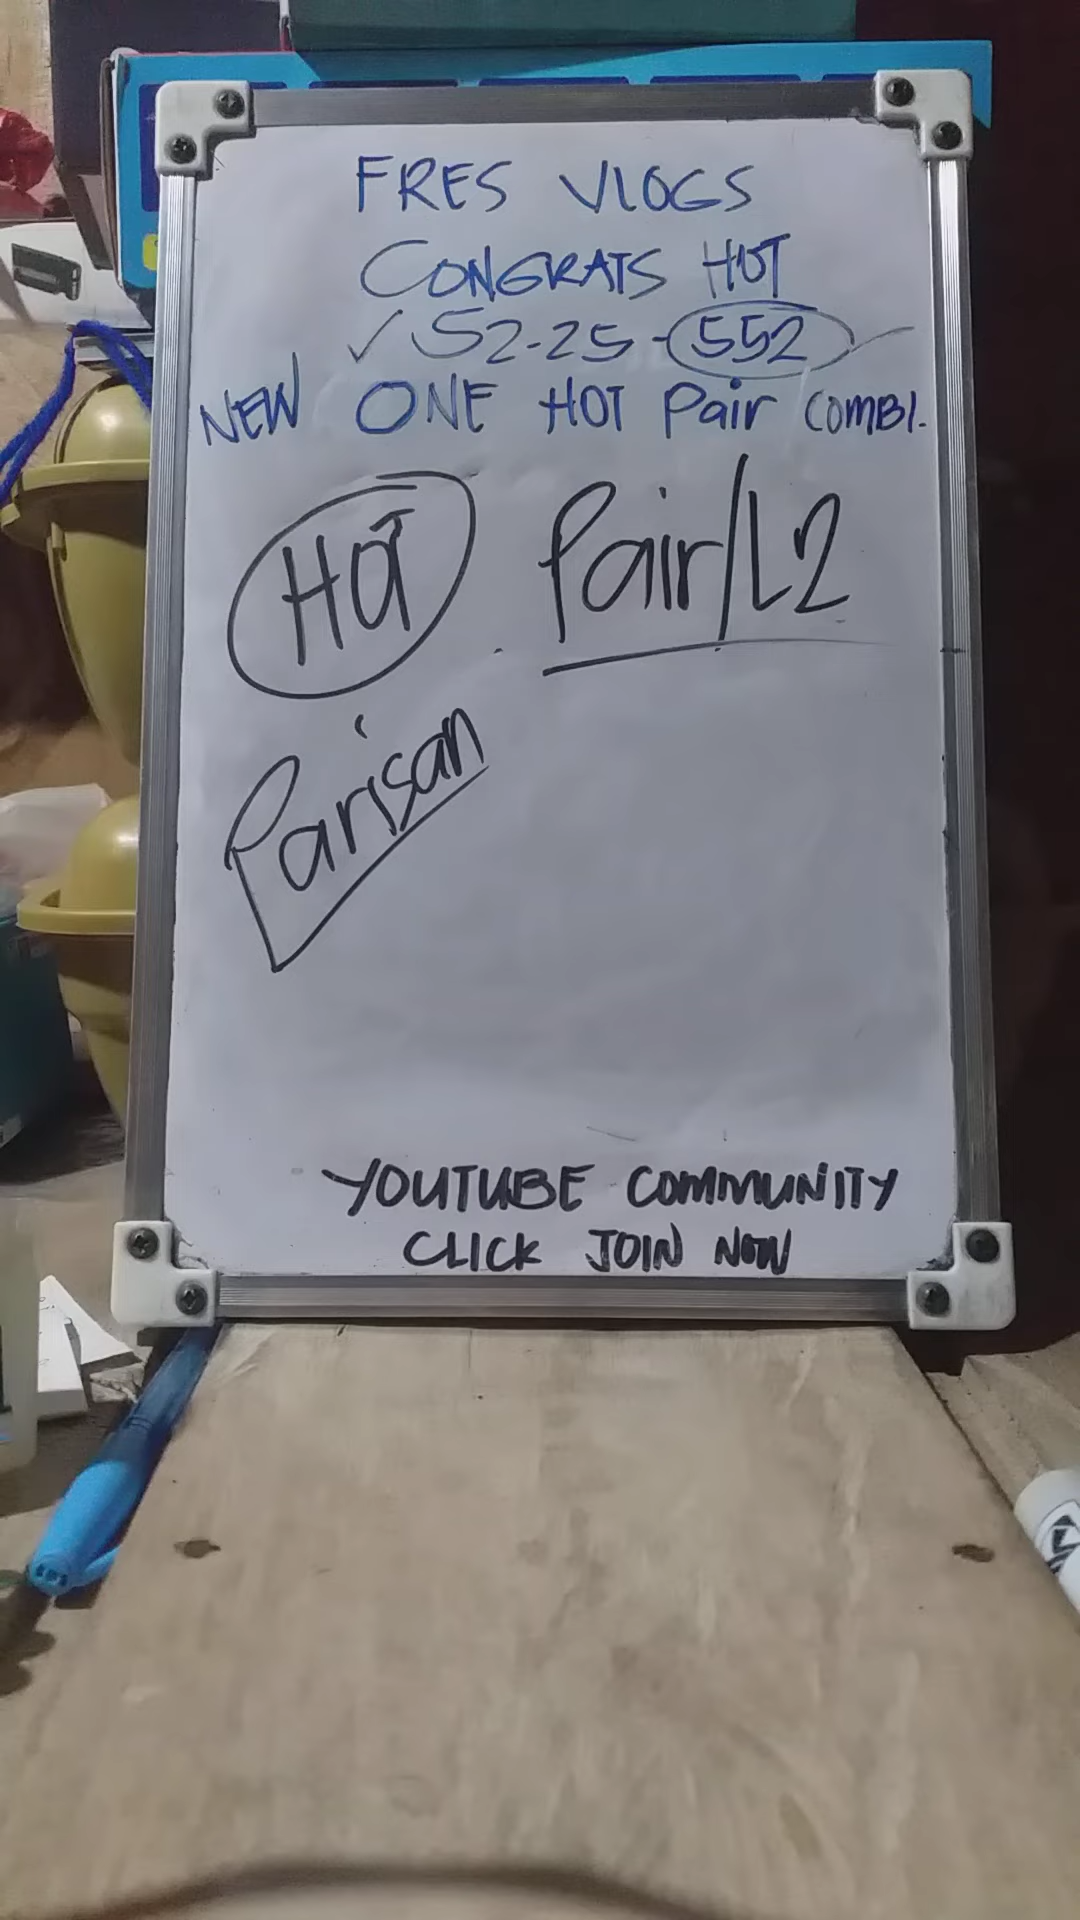 FRES VLOGS
CONGRATS HOT
✓ 52-25-552
NEW ONE HOT Pair COMBI.
HOT Pair/L2
Parisan
YOUTUBE COMMUNITY
CLICK JOIN NOW